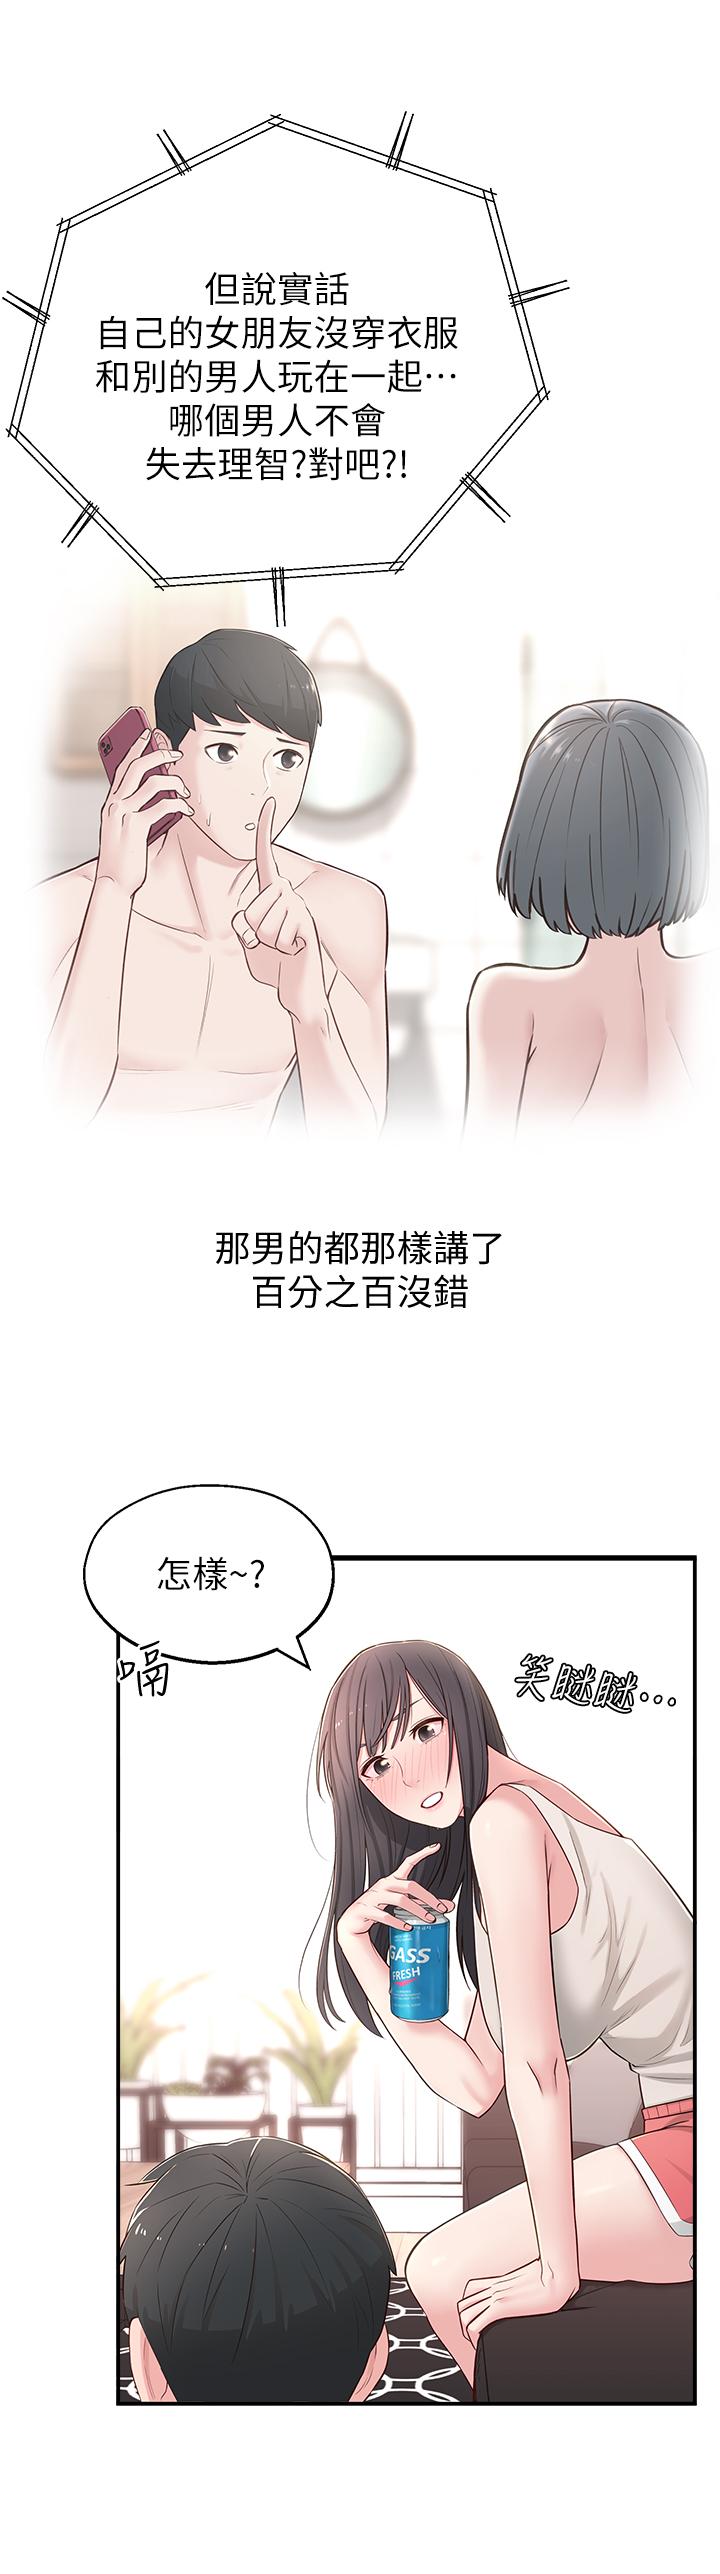 但說實話
自己的女朋友沒穿衣服
和別的男人玩在一起…
哪個男人不會
失去理智?對吧?!
那男的都那樣講了
百分之百沒錯
怎樣~?
嗝
笑瞇瞇…
GASS
FRESH